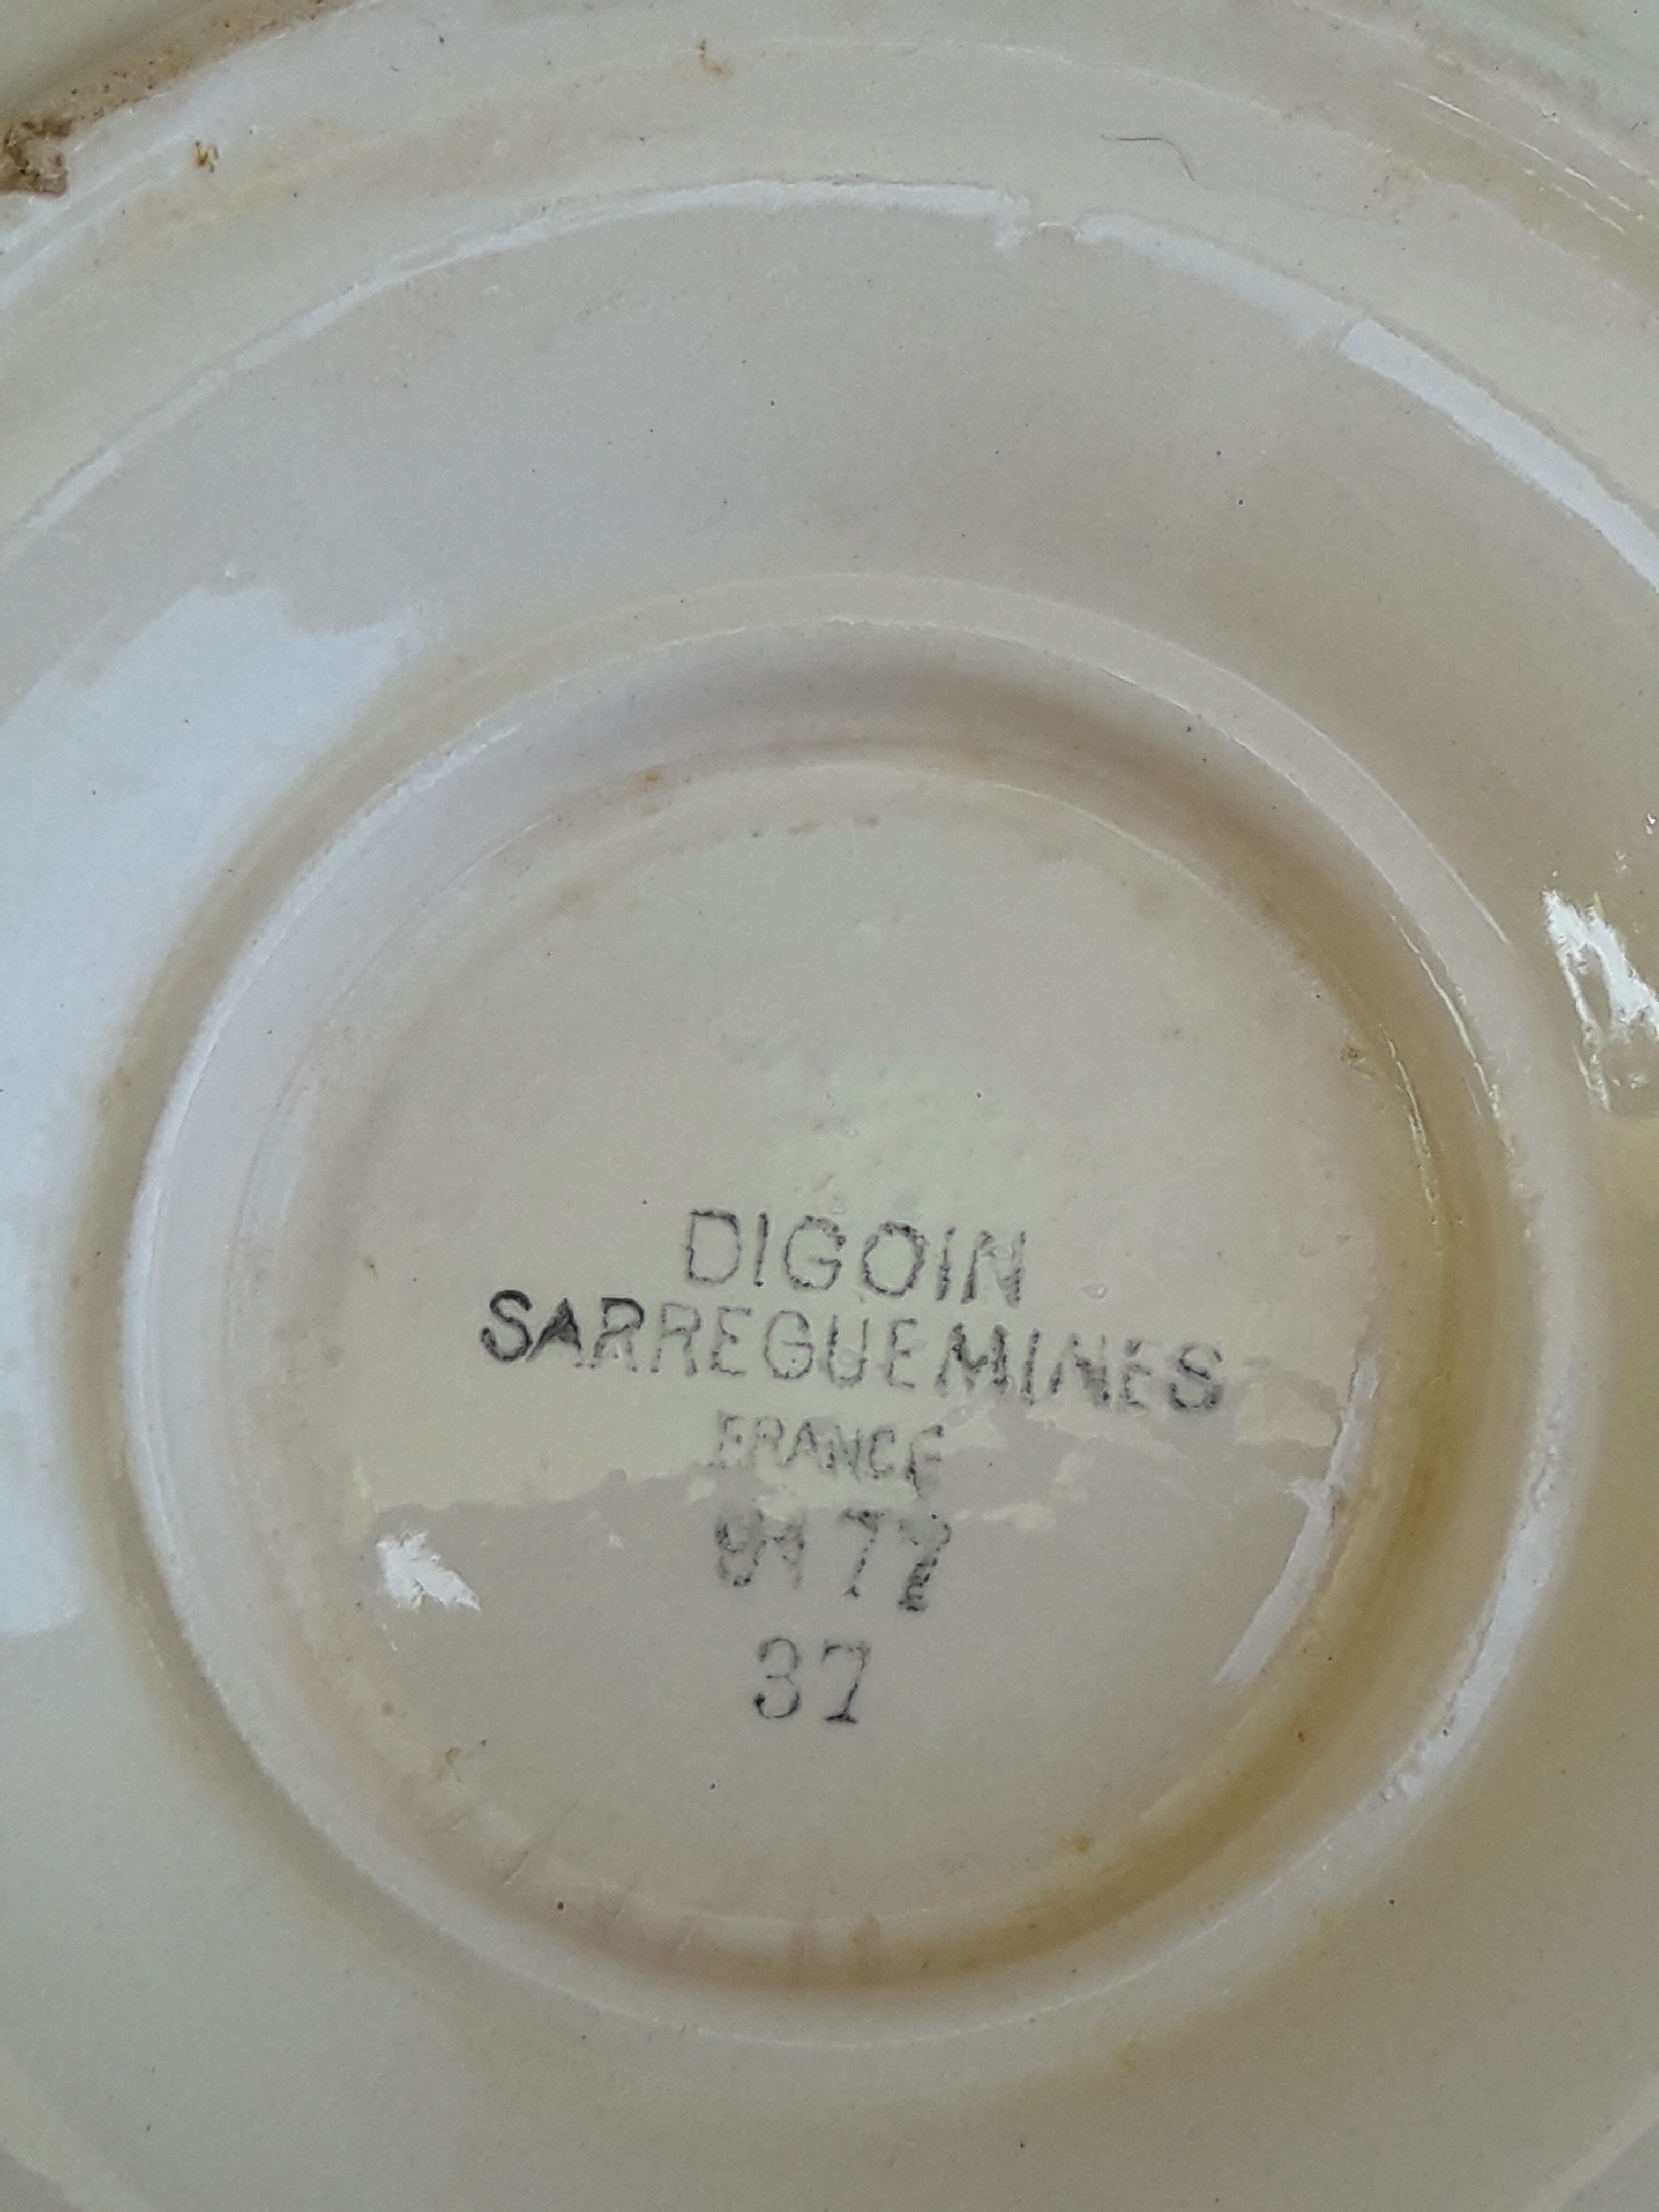 DIGOIN
SARREGUEMINES
FRANCE
37